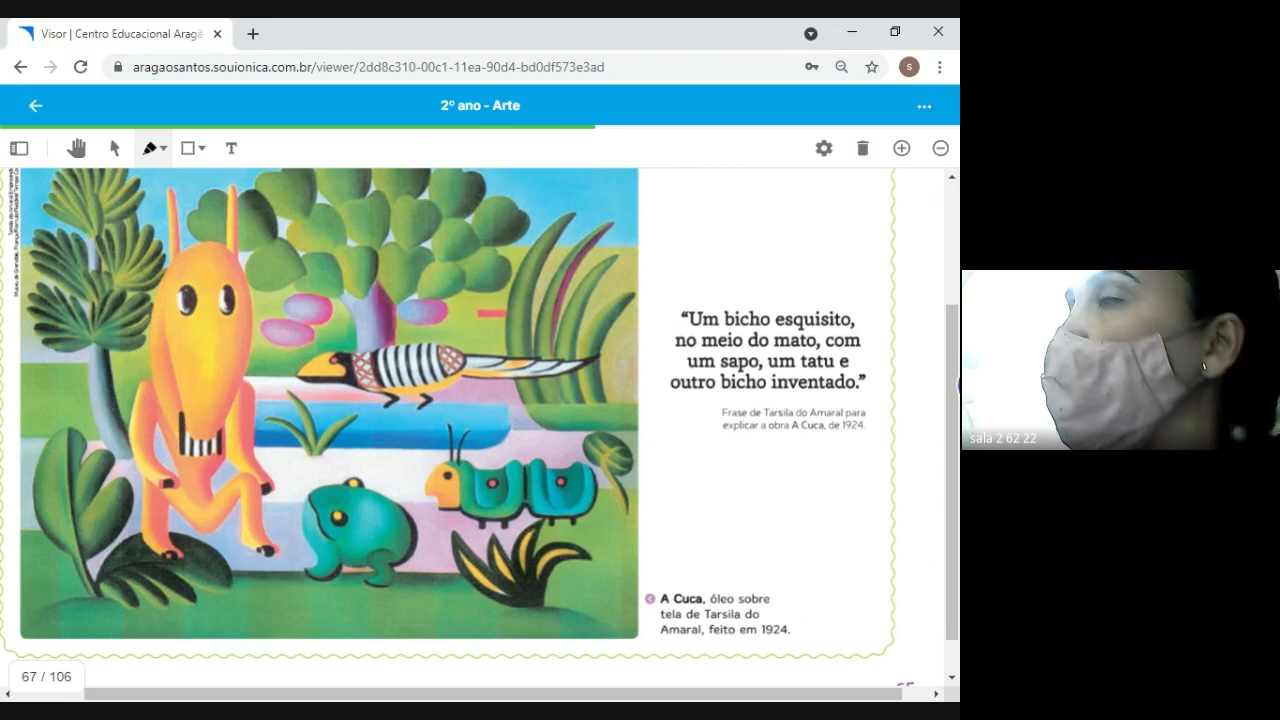 Visor | Centro Educacional Aragã
aragaosantos.souionica.com.br/viewer/2dd8c310-00c1-11ea-90d4-bd0df573e3ad
S
2º ano - Arte
T
“Um bicho esquisito,
no meio do mato, com
um sapo, um tatu e
outro bicho inventado.”
Frase de Tarsila do Amaral para
explicar a obra A Cuca, de 1924.
A Cuca, óleo sobre
tela de Tarsila do
Amaral, feito em 1924.
67 / 106
sala 2 62 22